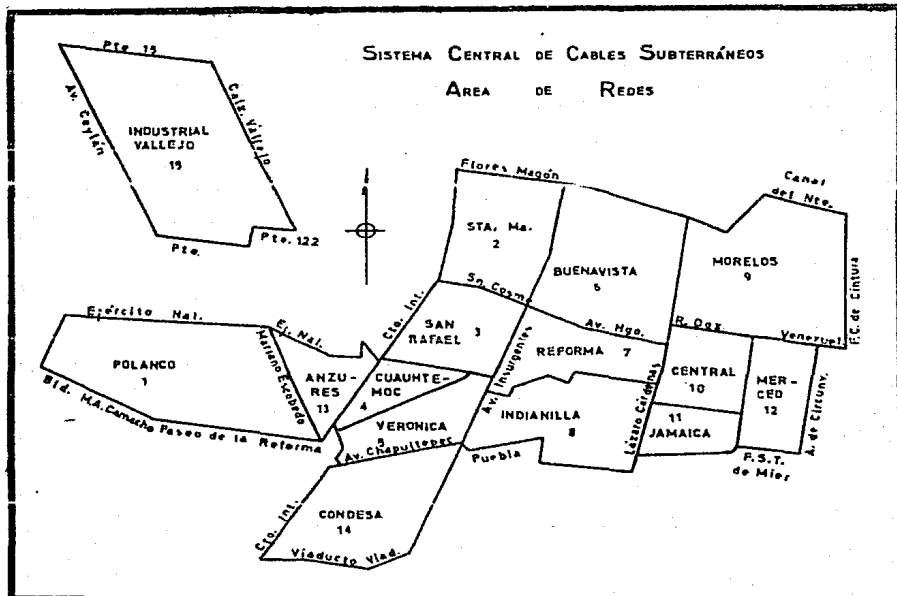 SISTEMA CENTRAL DE CABLES SUBTERRÁNEOS
AREA DE REDES
Pte 15
Av. Ceylán
Calz. Vallejo
INDUSTRIAL
VALLEJO
15
Pte.
Pte. 122
Flores Magón
Canal
del Nte.
STA. Ma.
2
BUENAVISTA
6
MORELOS
9
F.C. de Cintura
Sn. Cosme
Cto. Int.
Ejército Nal.
Ej. Nal.
SAN
RAFAEL
3
Av. Hgo.
R. Dgz.
Venezuel.
Mariano Escobedo
POLANCO
1
ANZU-
RES
13
CUAUHTE-
MOC
4
Av. Insurgentes
REFORMA 7
Lázaro Cárdenas
CENTRAL
10
MER-
CED
12
A. de Circunv.
Bld. M.A. Camacho
Paseo de la Reforma
VERONICA
5
Av. Chapultepec
INDIANILLA
8
11
JAMAICA
Puebla
F.S.T.
de Mier
Cto. Int.
CONDESA
14
Viaducto Vlad.